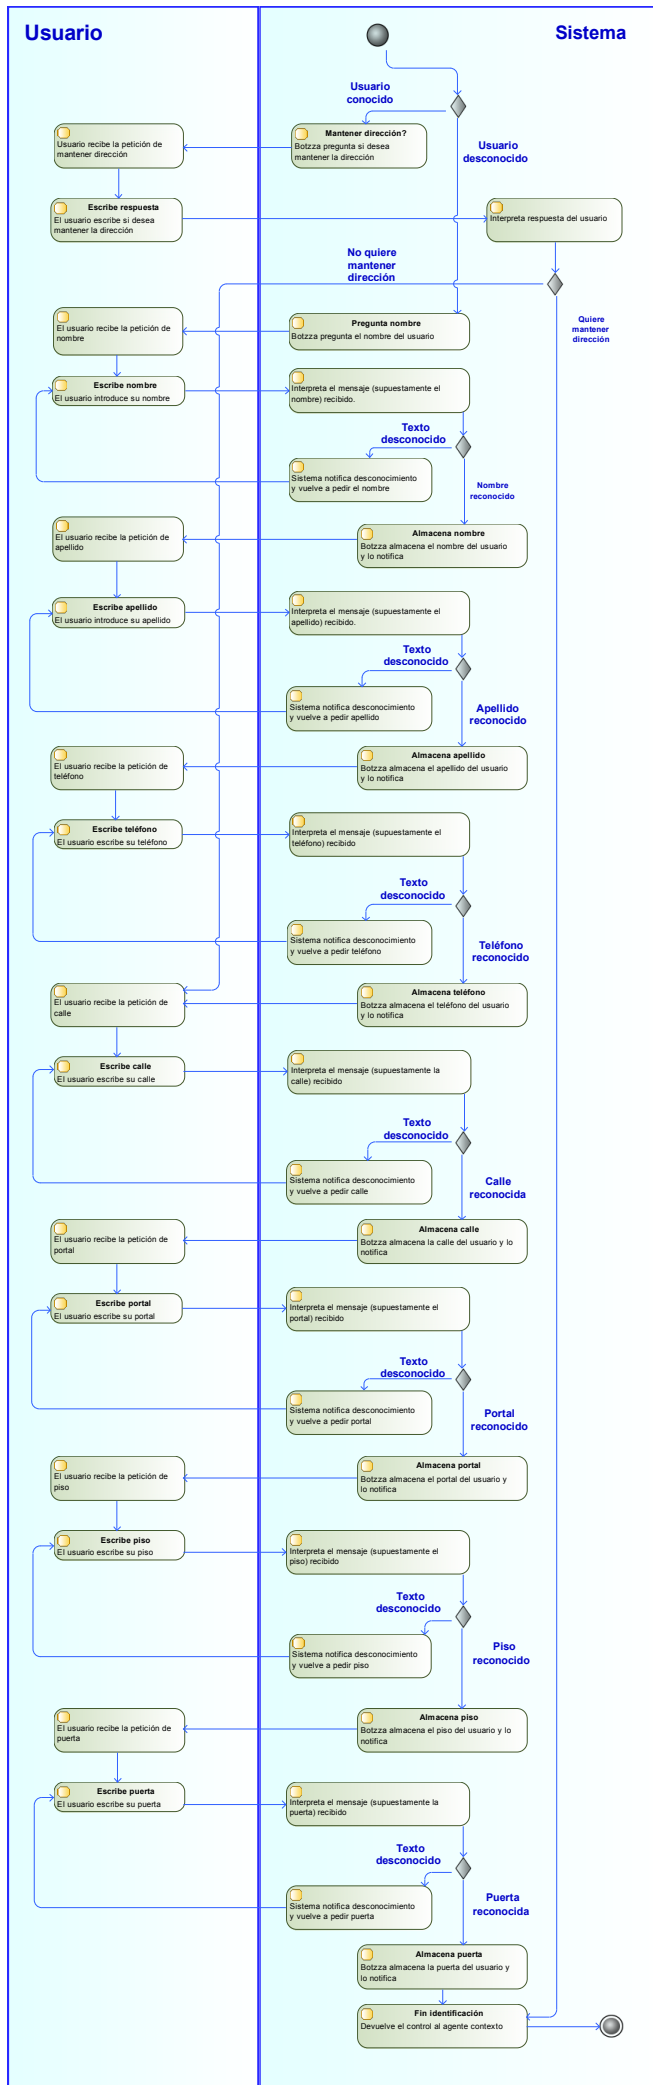 Usuario
Sistema
Usuario
conocido
Mantener dirección?
Botzza pregunta si desea
mantener la dirección
Usuario recibe la petición de
mantener dirección
Usuario
desconocido
Escribe respuesta
El usuario escribe si desea
mantener la dirección
Interpreta respuesta del usuario
No quiere
mantener
dirección
Quiere
mantener
dirección
Pregunta nombre
Botzza pregunta el nombre del usuario
El usuario recibe la petición de
nombre
Escribe nombre
El usuario introduce su nombre
Interpreta el mensaje (supuestamente el
nombre) recibido.
Texto
desconocido
Sistema notifica desconocimiento
y vuelve a pedir el nombre
Nombre
reconocido
Almacena nombre
Botzza almacena el nombre del usuario
y lo notifica
El usuario recibe la petición de
apellido
Escribe apellido
El usuario introduce su apellido
Interpreta el mensaje (supuestamente el
apellido) recibido.
Texto
desconocido
Sistema notifica desconocimiento
y vuelve a pedir apellido
Apellido
reconocido
Almacena apellido
Botzza almacena el apellido del usuario
y lo notifica
El usuario recibe la petición de
teléfono
Escribe teléfono
El usuario escribe su teléfono
Interpreta el mensaje (supuestamente el
teléfono) recibido
Texto
desconocido
Sistema notifica desconocimiento
y vuelve a pedir teléfono
Teléfono
reconocido
Almacena teléfono
Botzza almacena el teléfono del usuario
y lo notifica
El usuario recibe la petición de
calle
Escribe calle
El usuario escribe su calle
Interpreta el mensaje (supuestamente la
calle) recibido
Texto
desconocido
Sistema notifica desconocimiento
y vuelve a pedir calle
Calle
reconocida
Almacena calle
Botzza almacena la calle del usuario y lo
notifica
El usuario recibe la petición de
portal
Escribe portal
El usuario escribe su portal
Interpreta el mensaje (supuestamente el
portal) recibido
Texto
desconocido
Sistema notifica desconocimiento
y vuelve a pedir portal
Portal
reconocido
Almacena portal
Botzza almacena el portal del usuario y
lo notifica
El usuario recibe la petición de
piso
Escribe piso
El usuario escribe su piso
Interpreta el mensaje (supuestamente el
piso) recibido
Texto
desconocido
Sistema notifica desconocimiento
y vuelve a pedir piso
Piso
reconocido
Almacena piso
Botzza almacena el piso del usuario y lo
notifica
El usuario recibe la petición de
puerta
Escribe puerta
El usuario escribe su puerta
Interpreta el mensaje (supuestamente la
puerta) recibido
Texto
desconocido
Sistema notifica desconocimiento
y vuelve a pedir puerta
Puerta
reconocida
Almacena puerta
Botzza almacena la puerta del usuario y
lo notifica
Fin identificación
Devuelve el control al agente contexto